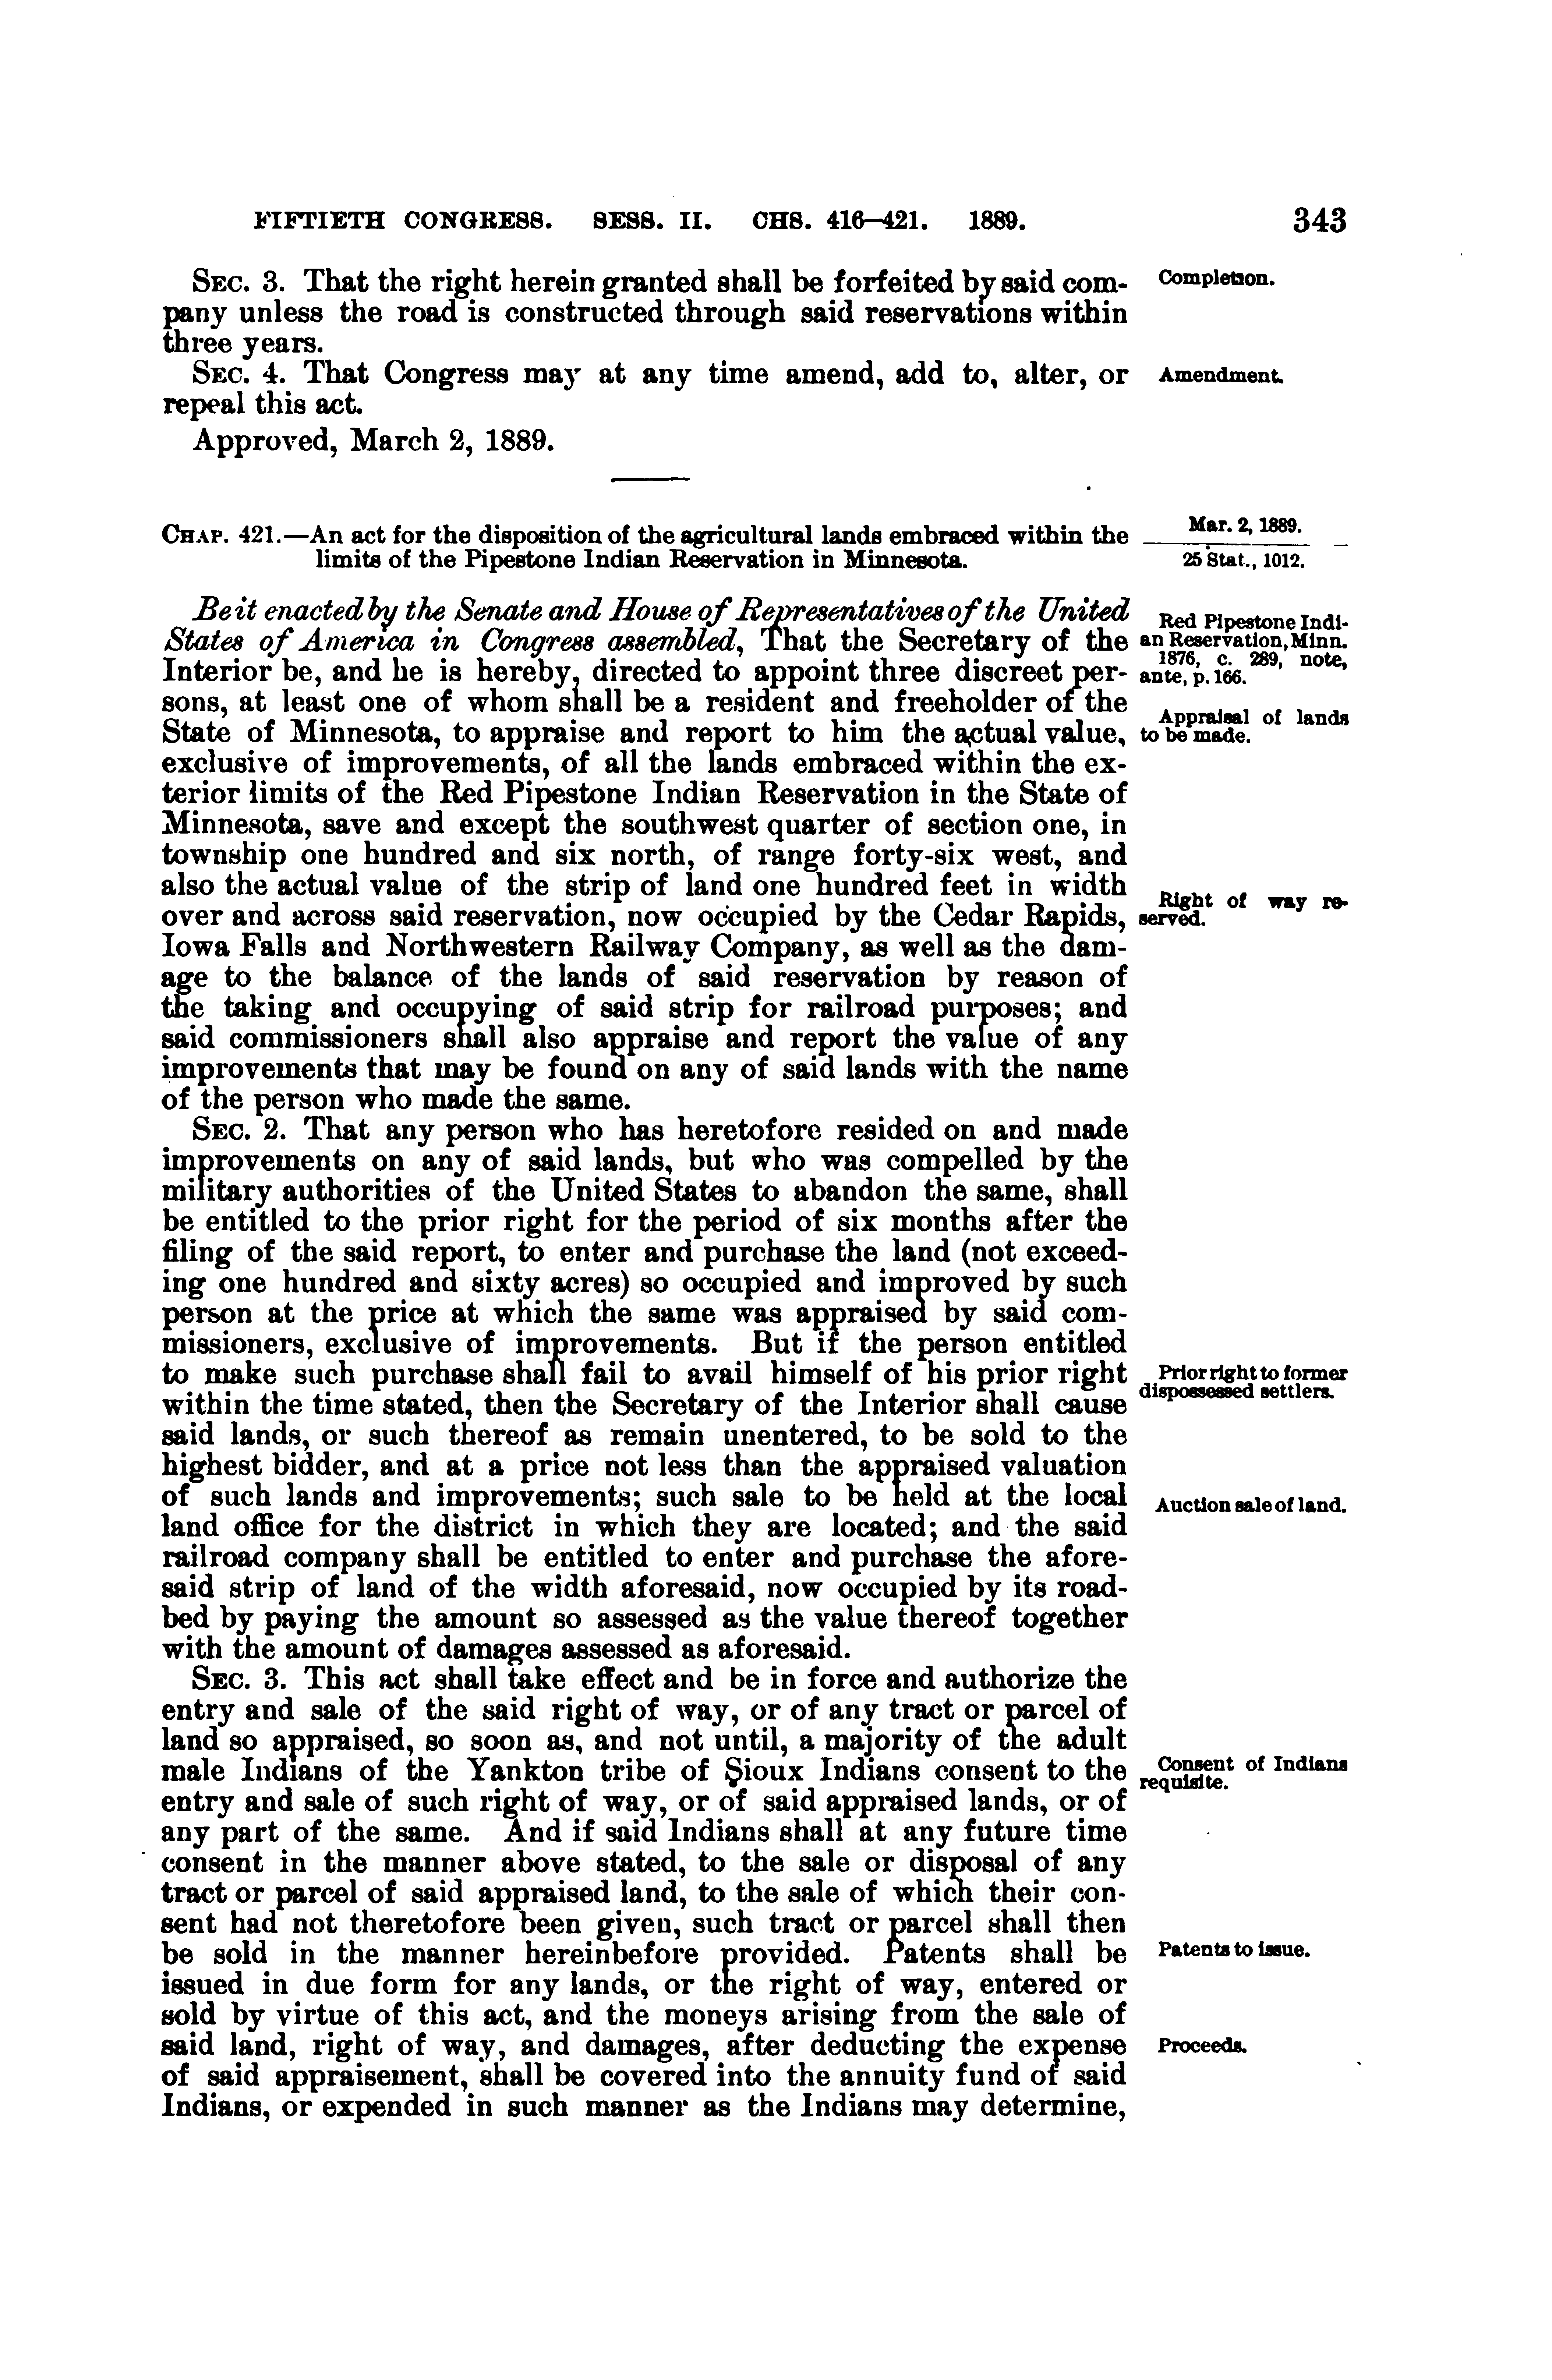 FIFTIETH CONGRESS. SESS. II. CHS. 416–421. 1889. 343
SEC. 3. That the right herein granted shall be forfeited by said com-
pany unless the road is constructed through said reservations within
three years.
Completion.
SEC. 4. That Congress may at any time amend, add to, alter, or
repeal this act.
Amendment.
Approved, March 2, 1889.
CHAP. 421.—An act for the disposition of the agricultural lands embraced within the
limits of the Pipestone Indian Reservation in Minnesota.
Mar. 2, 1889.
25 Stat., 1012.
Be it enacted by the Senate and House of Representatives of the United
States of America in Congress assembled, That the Secretary of the
Interior be, and he is hereby, directed to appoint three discreet per-
sons, at least one of whom shall be a resident and freeholder of the
State of Minnesota, to appraise and report to him the actual value,
exclusive of improvements, of all the lands embraced within the ex-
terior limits of the Red Pipestone Indian Reservation in the State of
Minnesota, save and except the southwest quarter of section one, in
township one hundred and six north, of range forty-six west, and
also the actual value of the strip of land one hundred feet in width
over and across said reservation, now occupied by the Cedar Rapids,
Iowa Falls and Northwestern Railway Company, as well as the dam-
age to the balance of the lands of said reservation by reason of
the taking and occupying of said strip for railroad purposes; and
said commissioners shall also appraise and report the value of any
improvements that may be found on any of said lands with the name
of the person who made the same.
Red Pipestone Indi-
an Reservation, Minn.
1876, c. 289, note,
ante, p. 166.
Appraisal of lands
to be made.
Right of way re-
served.
SEC. 2. That any person who has heretofore resided on and made
improvements on any of said lands, but who was compelled by the
military authorities of the United States to abandon the same, shall
be entitled to the prior right for the period of six months after the
filing of the said report, to enter and purchase the land (not exceed-
ing one hundred and sixty acres) so occupied and improved by such
person at the price at which the same was appraised by said com-
missioners, exclusive of improvements. But if the person entitled
to make such purchase shall fail to avail himself of his prior right
within the time stated, then the Secretary of the Interior shall cause
said lands, or such thereof as remain unentered, to be sold to the
highest bidder, and at a price not less than the appraised valuation
of such lands and improvements; such sale to be held at the local
land office for the district in which they are located; and the said
railroad company shall be entitled to enter and purchase the afore-
said strip of land of the width aforesaid, now occupied by its road-
bed by paying the amount so assessed as the value thereof together
with the amount of damages assessed as aforesaid.
Prior right to former
dispossessed settlers.
Auction sale of land.
SEC. 3. This act shall take effect and be in force and authorize the
entry and sale of the said right of way, or of any tract or parcel of
land so appraised, so soon as, and not until, a majority of the adult
male Indians of the Yankton tribe of Sioux Indians consent to the
entry and sale of such right of way, or of said appraised lands, or of
any part of the same. And if said Indians shall at any future time
consent in the manner above stated, to the sale or disposal of any
tract or parcel of said appraised land, to the sale of which their con-
sent had not theretofore been given, such tract or parcel shall then
be sold in the manner hereinbefore provided. Patents shall be
issued in due form for any lands, or the right of way, entered or
sold by virtue of this act, and the moneys arising from the sale of
said land, right of way, and damages, after deducting the expense
of said appraisement, shall be covered into the annuity fund of said
Indians, or expended in such manner as the Indians may determine,
Consent of Indians
requisite.
Patents to issue.
Proceeds.